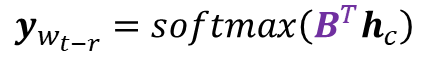 𝒚_{w_{t−r}} = softmax(𝑩^T 𝒉_c)